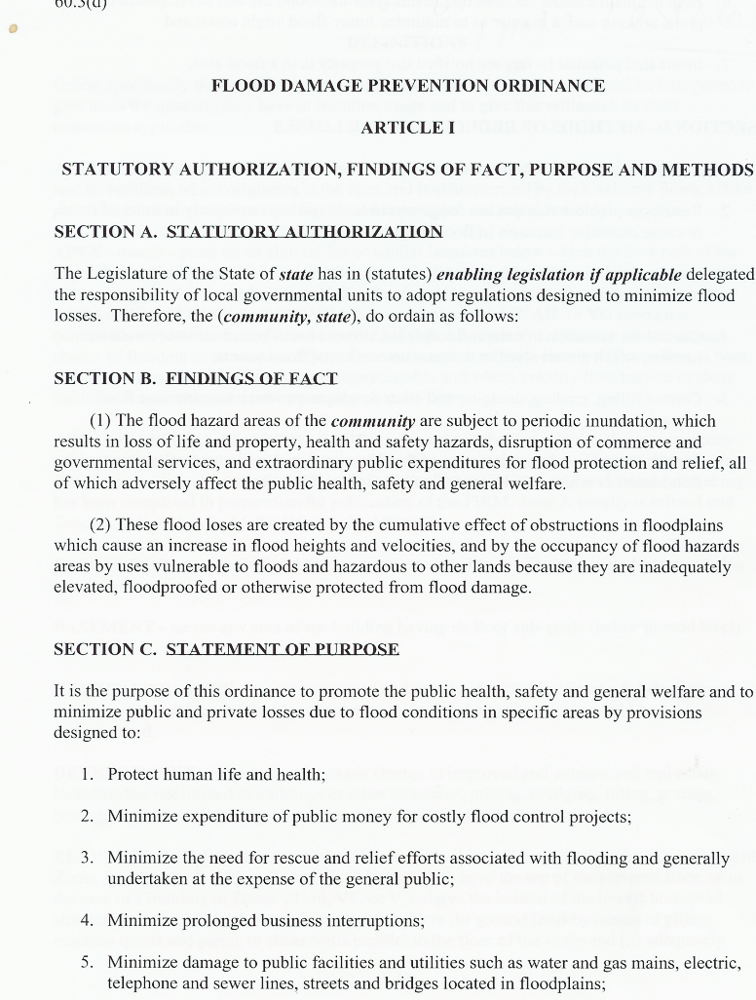 60.3(d)
FLOOD DAMAGE PREVENTION ORDINANCE
ARTICLE I
STATUTORY AUTHORIZATION, FINDINGS OF FACT, PURPOSE AND METHODS
SECTION A. STATUTORY AUTHORIZATION
The Legislature of the State of state has in (statutes) enabling legislation if applicable delegated
the responsibility of local governmental units to adopt regulations designed to minimize flood
losses. Therefore, the (community, state), do ordain as follows:
SECTION B. FINDINGS OF FACT
(1) The flood hazard areas of the community are subject to periodic inundation, which
results in loss of life and property, health and safety hazards, disruption of commerce and
governmental services, and extraordinary public expenditures for flood protection and relief, all
of which adversely affect the public health, safety and general welfare.
(2) These flood loses are created by the cumulative effect of obstructions in floodplains
which cause an increase in flood heights and velocities, and by the occupancy of flood hazards
areas by uses vulnerable to floods and hazardous to other lands because they are inadequately
elevated, floodproofed or otherwise protected from flood damage.
SECTION C. STATEMENT OF PURPOSE
It is the purpose of this ordinance to promote the public health, safety and general welfare and to
minimize public and private losses due to flood conditions in specific areas by provisions
designed to:
1. Protect human life and health;
2. Minimize expenditure of public money for costly flood control projects;
3. Minimize the need for rescue and relief efforts associated with flooding and generally
undertaken at the expense of the general public;
4. Minimize prolonged business interruptions;
5. Minimize damage to public facilities and utilities such as water and gas mains, electric,
telephone and sewer lines, streets and bridges located in floodplains;